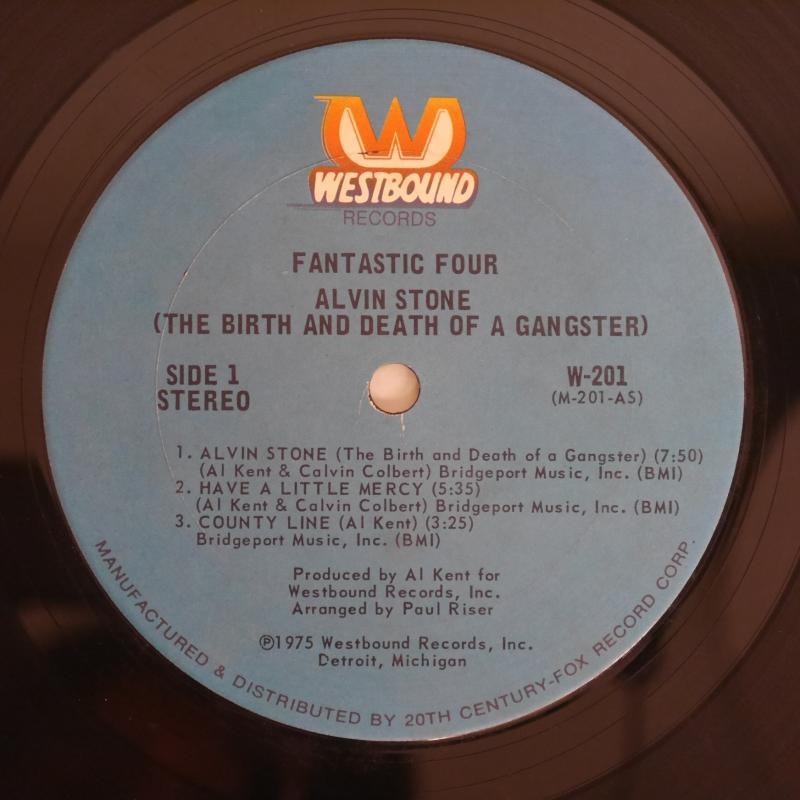 W
WESTBOUND
RECORDS
FANTASTIC FOUR
ALVIN STONE
(THE BIRTH AND DEATH OF A GANGSTER)
SIDE 1
STEREO
W-201
(M-201-AS)
1. ALVIN STONE (The Birth and Death of a Gangster) (7:50)
(Al Kent & Calvin Colbert) Bridgeport Music, Inc. (BMI)
2. HAVE A LITTLE MERCY (5:35)
(Al Kent & Calvin Colbert) Bridgeport Music, Inc. (BMI)
3. COUNTY LINE (Al Kent) (3:25)
Bridgeport Music, Inc. (BMI)
Produced by Al Kent for
Westbound Records, Inc.
Arranged by Paul Riser
℗1975 Westbound Records, Inc.
Detroit, Michigan
MANUFACTURED & DISTRIBUTED BY 20TH CENTURY-FOX RECORD CORP.